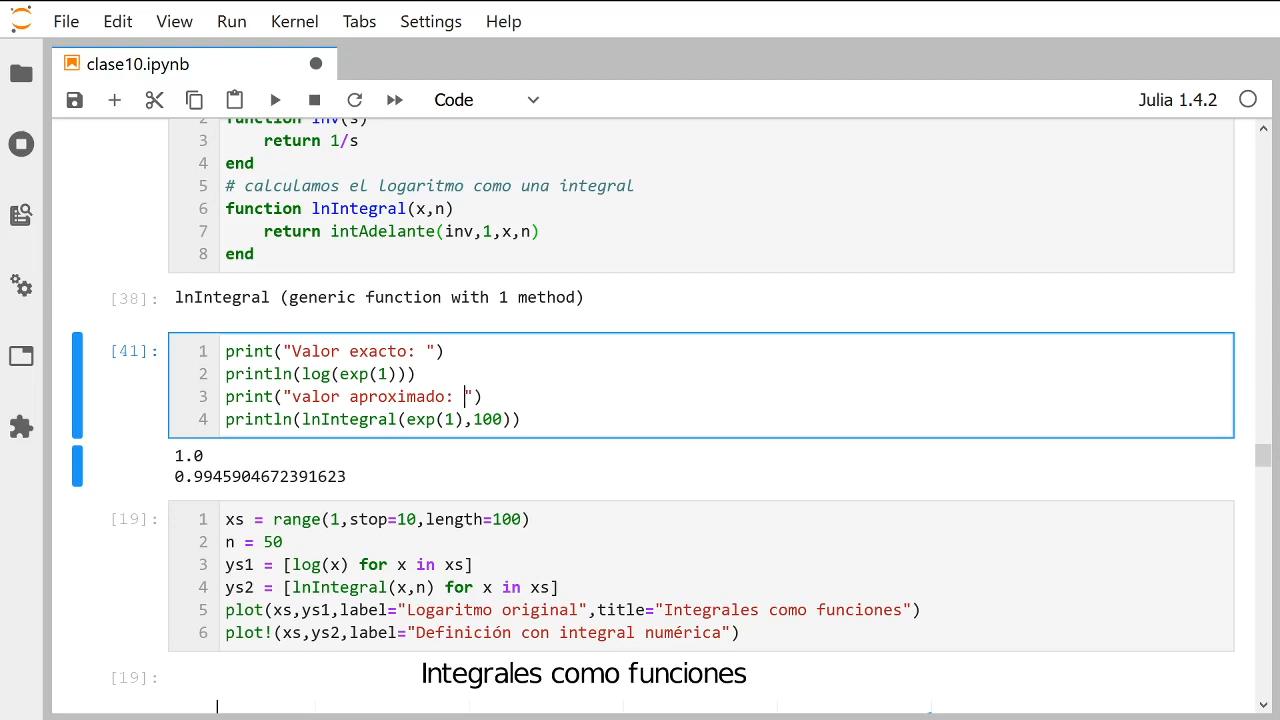 File Edit View Run Kernel Tabs Settings Help
clase10.ipynb
Code
Julia 1.4.2
2 function inv(s)
3 return 1/s
4 end
5 # calculamos el logaritmo como una integral
6 function lnIntegral(x,n)
7 return intAdelante(inv,1,x,n)
8 end
[38]: lnIntegral (generic function with 1 method)
[41]: 1 print("Valor exacto: ")
2 println(log(exp(1)))
3 print("valor aproximado: ")
4 println(lnIntegral(exp(1),100))
1.0
0.9945904672391623
[19]: 1 xs = range(1,stop=10,length=100)
2 n = 50
3 ys1 = [log(x) for x in xs]
4 ys2 = [lnIntegral(x,n) for x in xs]
5 plot(xs,ys1,label="Logaritmo original",title="Integrales como funciones")
6 plot!(xs,ys2,label="Definición con integral numérica")
[19]: Integrales como funciones